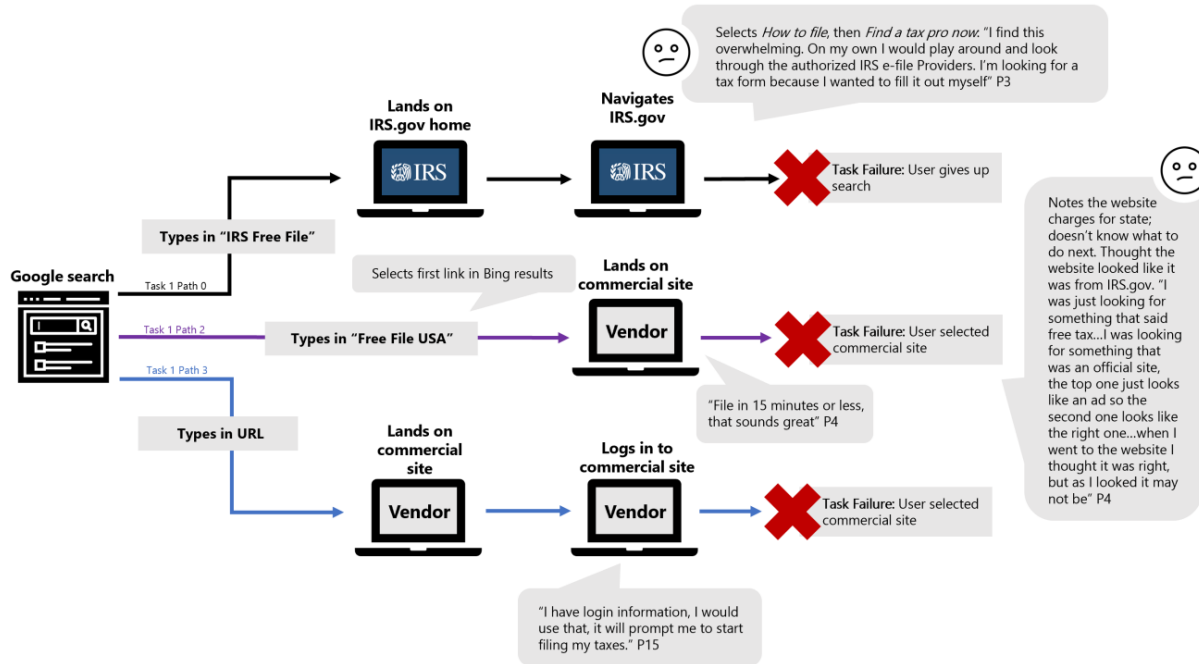 Selects How to file, then Find a tax pro now. “I find this
overwhelming. On my own I would play around and look
through the authorized IRS e-file Providers. I’m looking for a
tax form because I wanted to fill it out myself” P3
Lands on
IRS.gov home
Navigates
IRS.gov
IRS
IRS
Task Failure: User gives up
search
Types in “IRS Free File”
Google search
Task 1 Path 0
Selects first link in Bing results
Lands on
commercial site
Task 1 Path 2
Types in “Free File USA”
Vendor
Task Failure: User selected
commercial site
“File in 15 minutes or less,
that sounds great” P4
Notes the website
charges for state;
doesn’t know what to
do next. Thought the
website looked like it
was from IRS.gov. “I
was just looking for
something that said
free tax...I was looking
for something that
was an official site,
the top one just looks
like an ad so the
second one looks like
the right one...when I
went to the website I
thought it was right,
but as I looked it may
not be” P4
Task 1 Path 3
Types in URL
Lands on
commercial
site
Logs in to
commercial site
Vendor
Vendor
Task Failure: User selected
commercial site
“I have login information, I would
use that, it will prompt me to start
filing my taxes.” P15